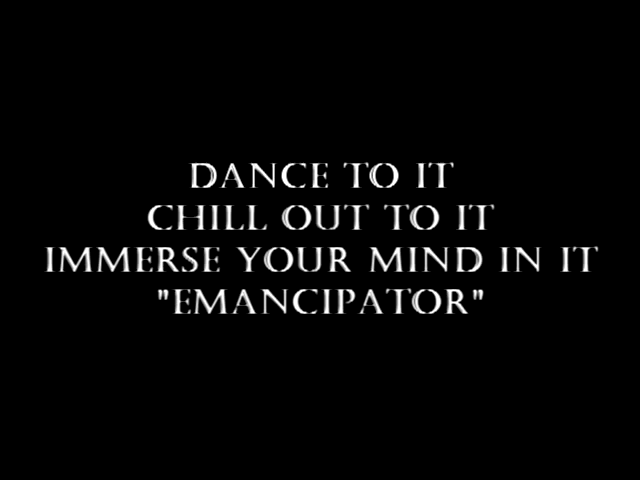 DANCE TO IT
CHILL OUT TO IT
IMMERSE YOUR MIND IN IT
"EMANCIPATOR"